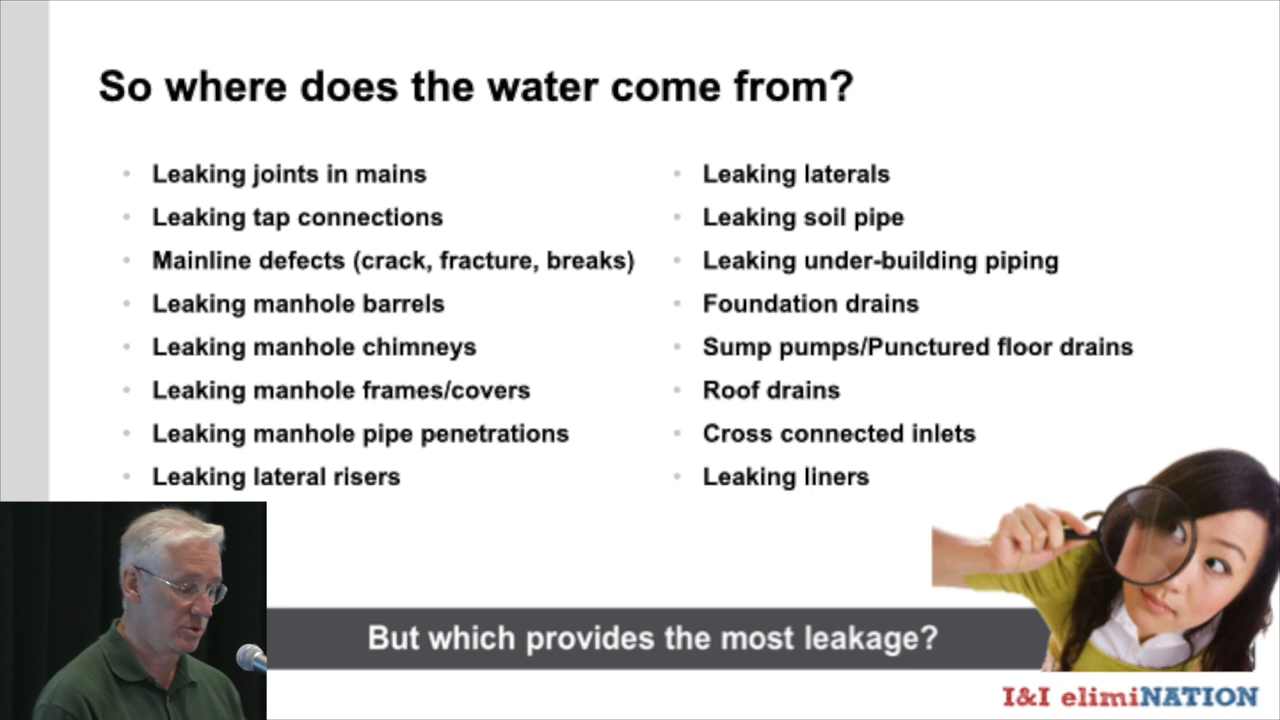 So where does the water come from?
Leaking joints in mains
Leaking tap connections
Mainline defects (crack, fracture, breaks)
Leaking manhole barrels
Leaking manhole chimneys
Leaking manhole frames/covers
Leaking manhole pipe penetrations
Leaking lateral risers
Leaking laterals
Leaking soil pipe
Leaking under-building piping
Foundation drains
Sump pumps/Punctured floor drains
Roof drains
Cross connected inlets
Leaking liners
But which provides the most leakage?
I&I elimiNATION